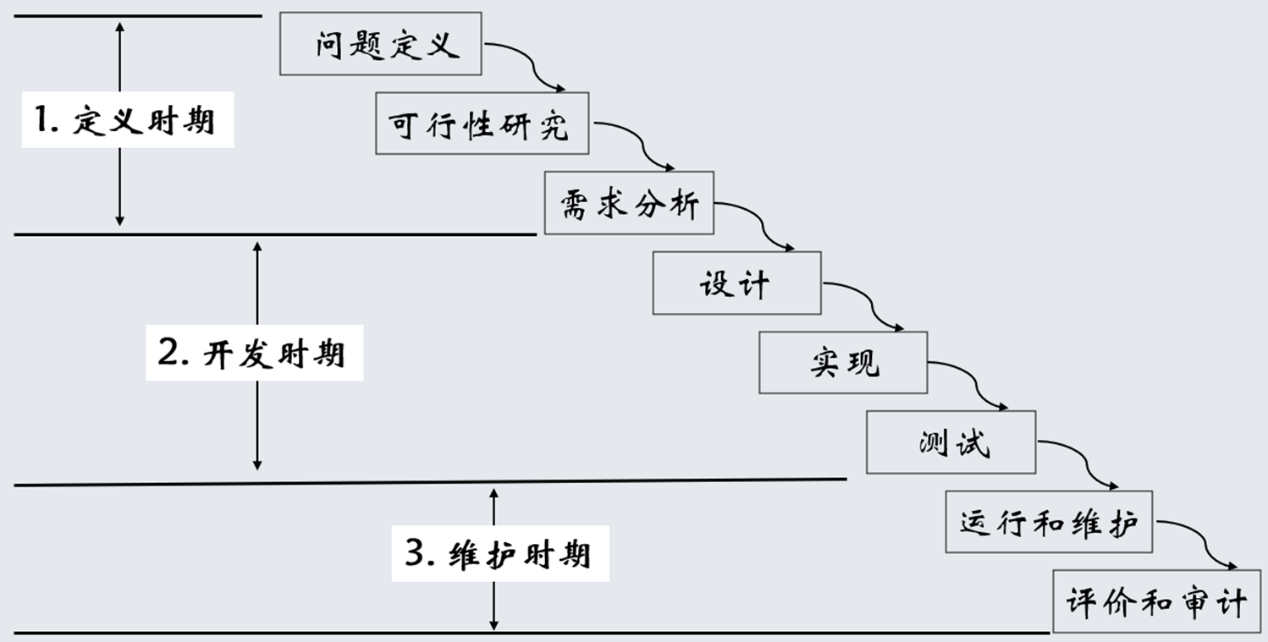 问题定义
1. 定义时期
可行性研究
需求分析
设计
2. 开发时期
实现
测试
运行和维护
3. 维护时期
评价和审计